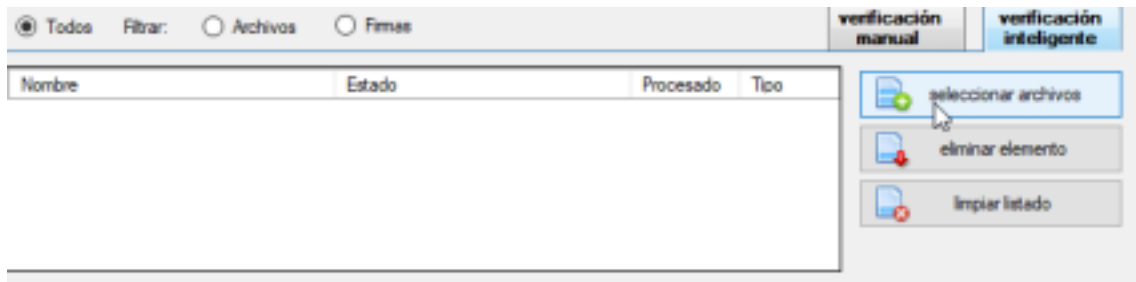 Todos Filtrar: Archivos Firmas
verificación manual
verificación inteligente
Nombre Estado Procesado Tipo
seleccionar archivos
eliminar elemento
limpiar listado